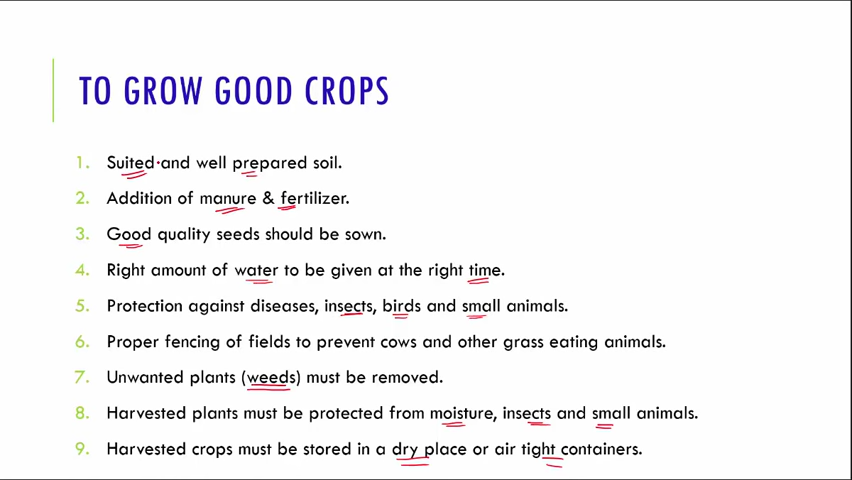 TO GROW GOOD CROPS
1. Suited and well prepared soil.
2. Addition of manure & fertilizer.
3. Good quality seeds should be sown.
4. Right amount of water to be given at the right time.
5. Protection against diseases, insects, birds and small animals.
6. Proper fencing of fields to prevent cows and other grass eating animals.
7. Unwanted plants (weeds) must be removed.
8. Harvested plants must be protected from moisture, insects and small animals.
9. Harvested crops must be stored in a dry place or air tight containers.